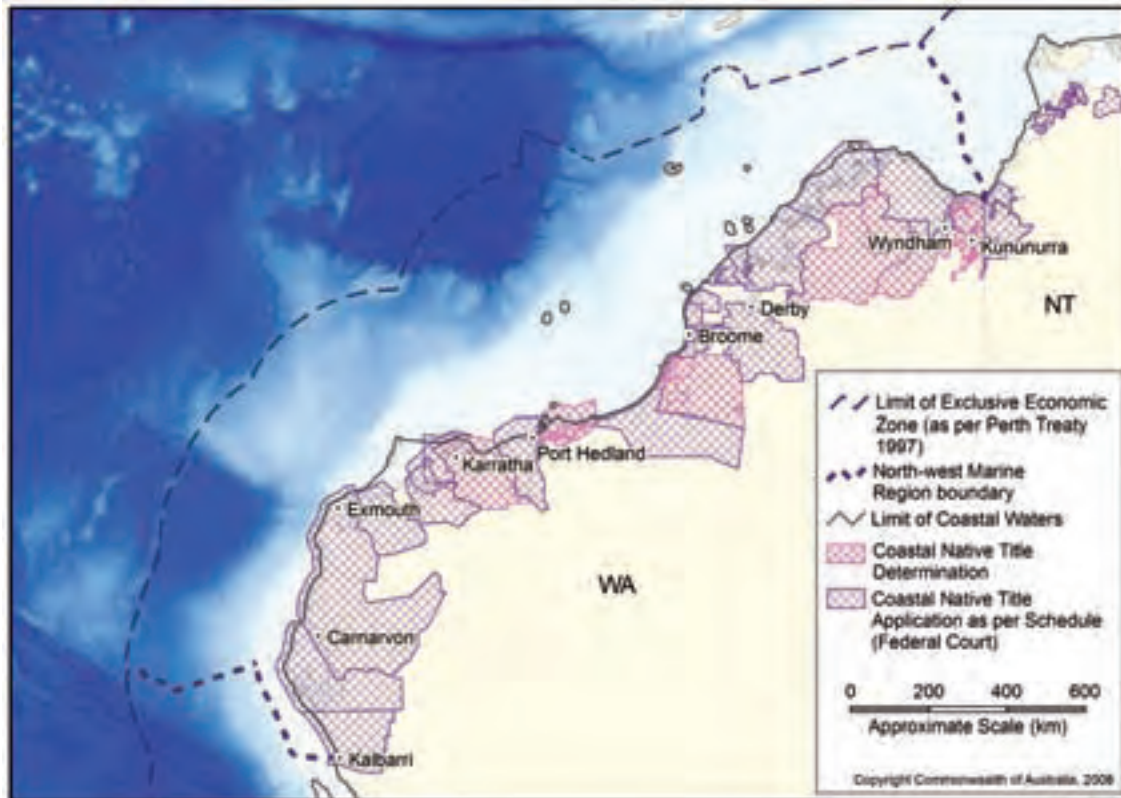 Wyndham
Kununurra
NT
Derby
Broome
Port Hedland
Karratha
Exmouth
WA
Carnarvon
Kalbarri
Limit of Exclusive Economic
Zone (as per Perth Treaty
1997)
North-west Marine
Region boundary
Limit of Coastal Waters
Coastal Native Title
Determination
Coastal Native Title
Application as per Schedule
(Federal Court)
0 200 400 600
Approximate Scale (km)
Copyright Commonwealth of Australia, 2008